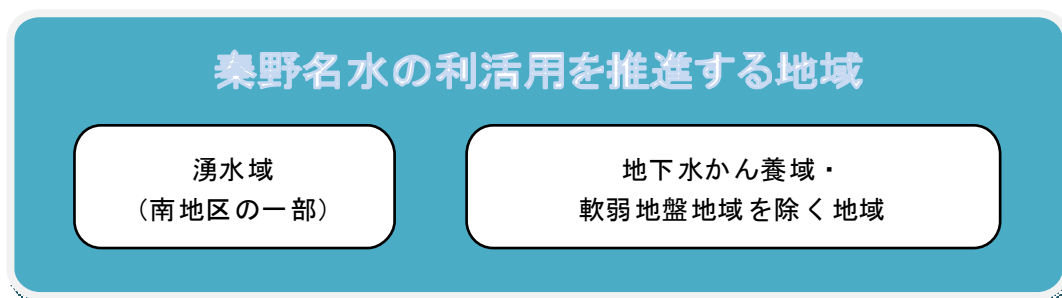 秦野名水の利活用を推進する地域
湧水域
（南地区の一部）
地下水かん養域・
軟弱地盤地域を除く地域